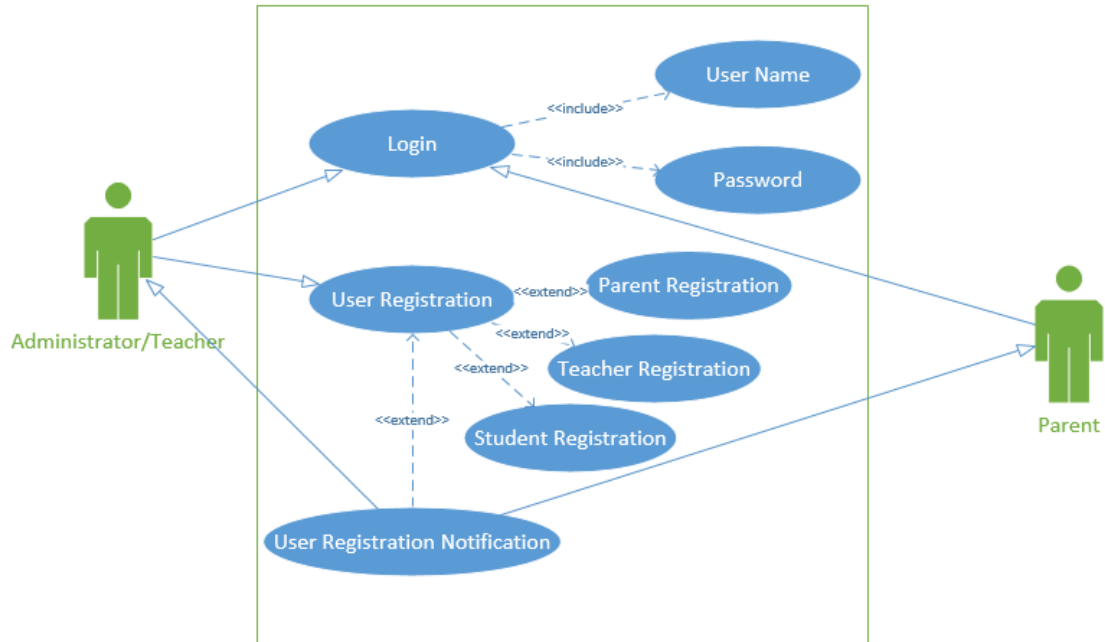 User Name
<<include>>
Login
<<include>>
Password
Parent Registration
<<extend>>
User Registration
<<extend>>
Administrator/Teacher
Teacher Registration
<<extend>>
<<extend>>
Student Registration
Parent
User Registration Notification